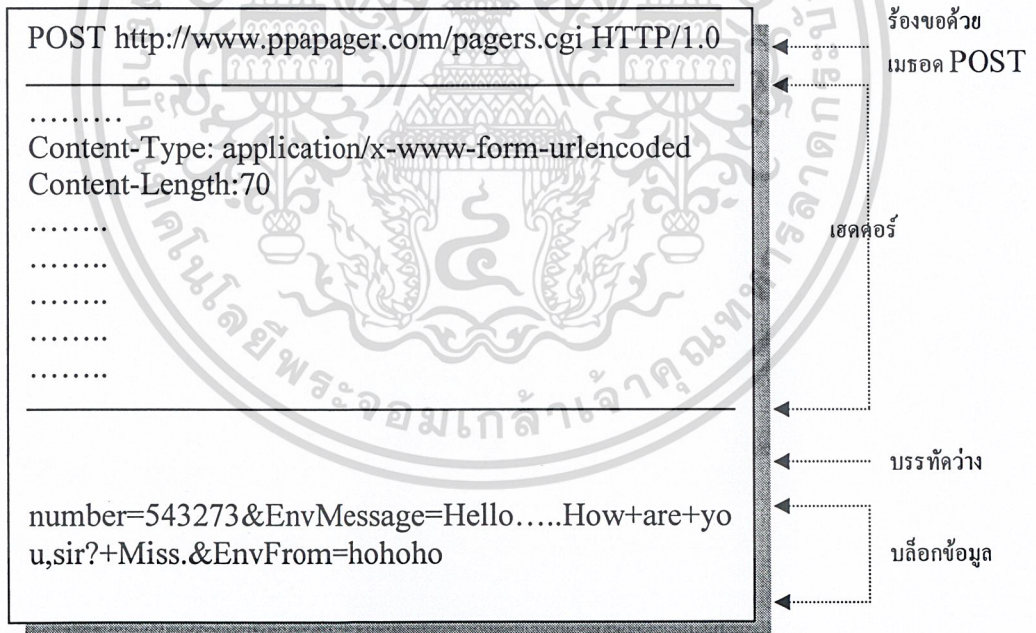 POST http://www.ppapager.com/pagers.cgi HTTP/1.0
ร้องขอด้วย
เมธอด POST
.........
Content-Type: application/x-www-form-urlencoded
Content-Length:70
........
........
........
........
........
เฮดเดอร์
บรรทัดว่าง
number=543273&EnvMessage=Hello…..How+are+yo
u,sir?+Miss.&EnvFrom=hohoho
บล็อกข้อมูล